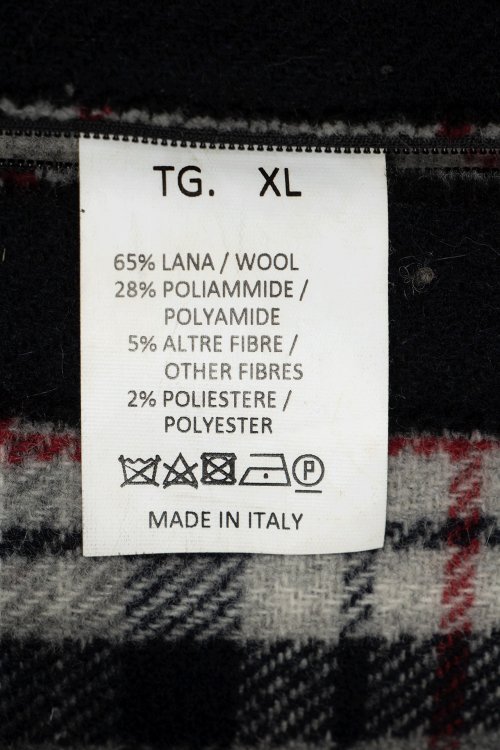 TG. XL
65% LANA / WOOL
28% POLIAMMIDE /
POLYAMIDE
5% ALTRE FIBRE /
OTHER FIBRES
2% POLIESTERE /
POLYESTER
P
MADE IN ITALY